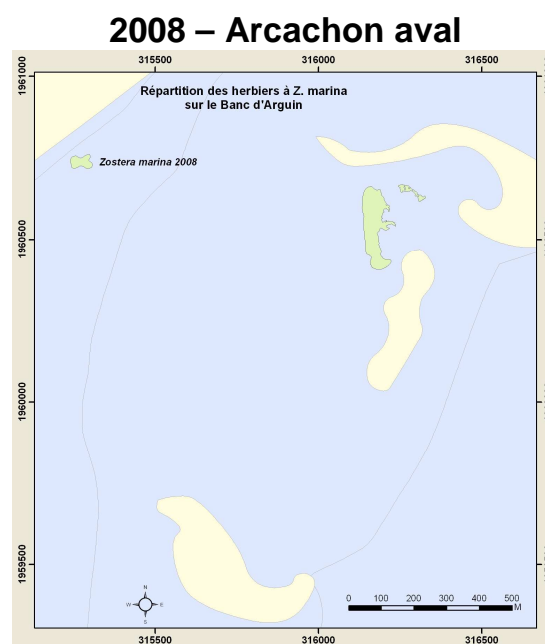 2008 – Arcachon aval
315500 316000 316500
1961000
Répartition des herbiers à Z. marina
sur le Banc d'Arguin
Zostera marina 2008
1960500
1960000
1959500
N
W E
S
0 100 200 300 400 500
M
315500 316000 316500